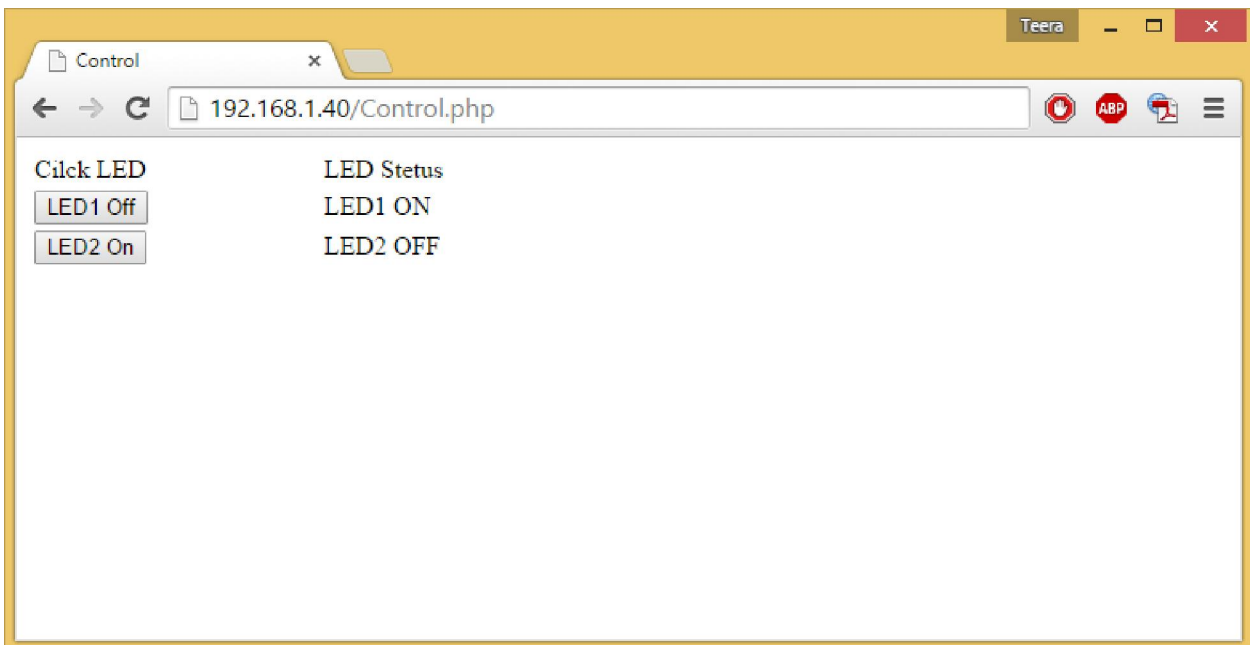 Teera
Control
192.168.1.40/Control.php
ABP
Cilck LED LED Stetus
LED1 Off LED1 ON
LED2 On LED2 OFF